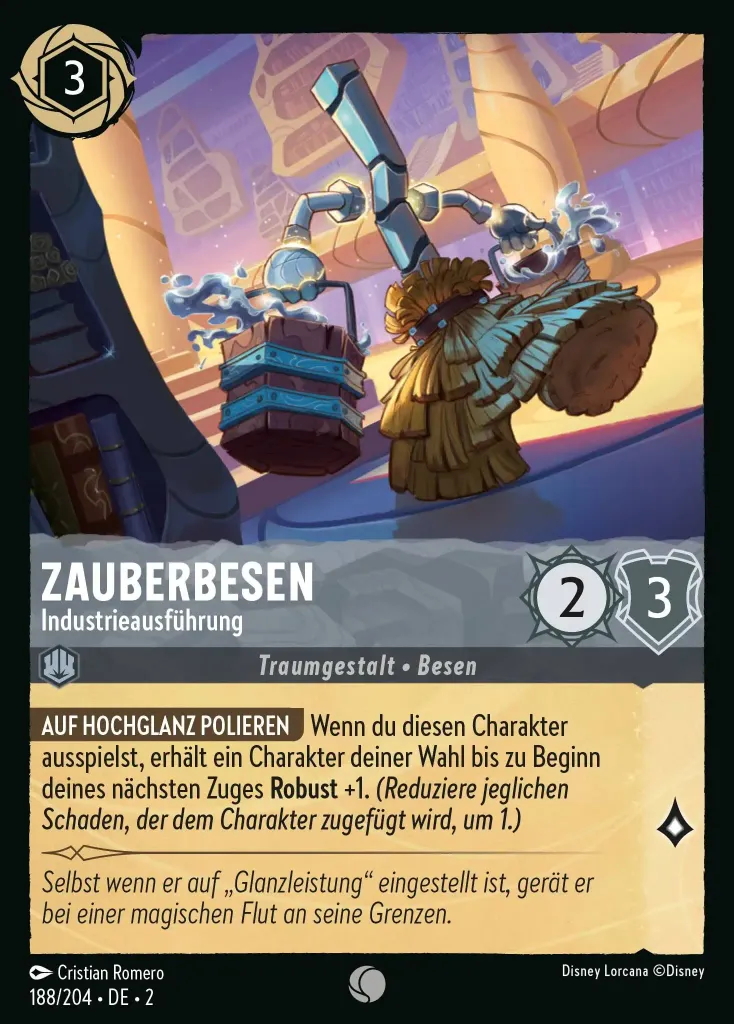 3
ZAUBERBESEN
Industrieausführung
2
3
Traumgestalt • Besen
AUF HOCHGLANZ POLIEREN Wenn du diesen Charakter
ausspielst, erhält ein Charakter deiner Wahl bis zu Beginn
deines nächsten Zuges Robust +1. (Reduziere jeglichen
Schaden, der dem Charakter zugefügt wird, um 1.)
Selbst wenn er auf „Glanzleistung“ eingestellt ist, gerät er
bei einer magischen Flut an seine Grenzen.
Cristian Romero
Disney Lorcana ©Disney
188/204 • DE • 2